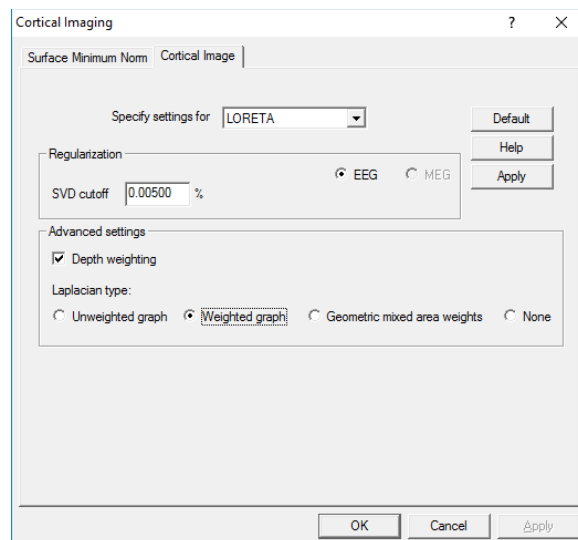 Cortical Imaging ? X
Surface Minimum Norm Cortical Image
Specify settings for LORETA Default
Help
Regularization
EEG MEG Apply
SVD cutoff 0.00500 %
Advanced settings
Depth weighting
Laplacian type:
Unweighted graph Weighted graph Geometric mixed area weights None
OK Cancel Apply